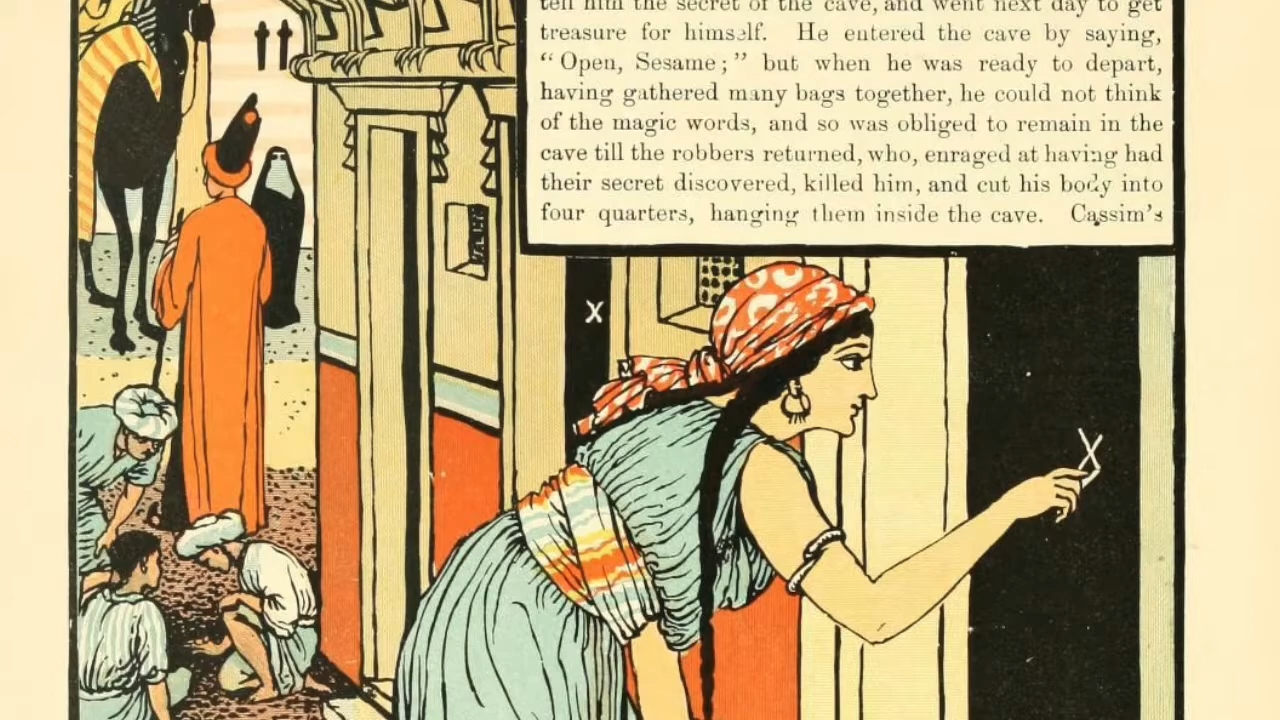 tell him the secret of the cave, and went next day to get
treasure for himself. He entered the cave by saying,
“Open, Sesame;” but when he was ready to depart,
having gathered many bags together, he could not think
of the magic words, and so was obliged to remain in the
cave till the robbers returned, who, enraged at having had
their secret discovered, killed him, and cut his body into
four quarters, hanging them inside the cave. Cassim's
X
X